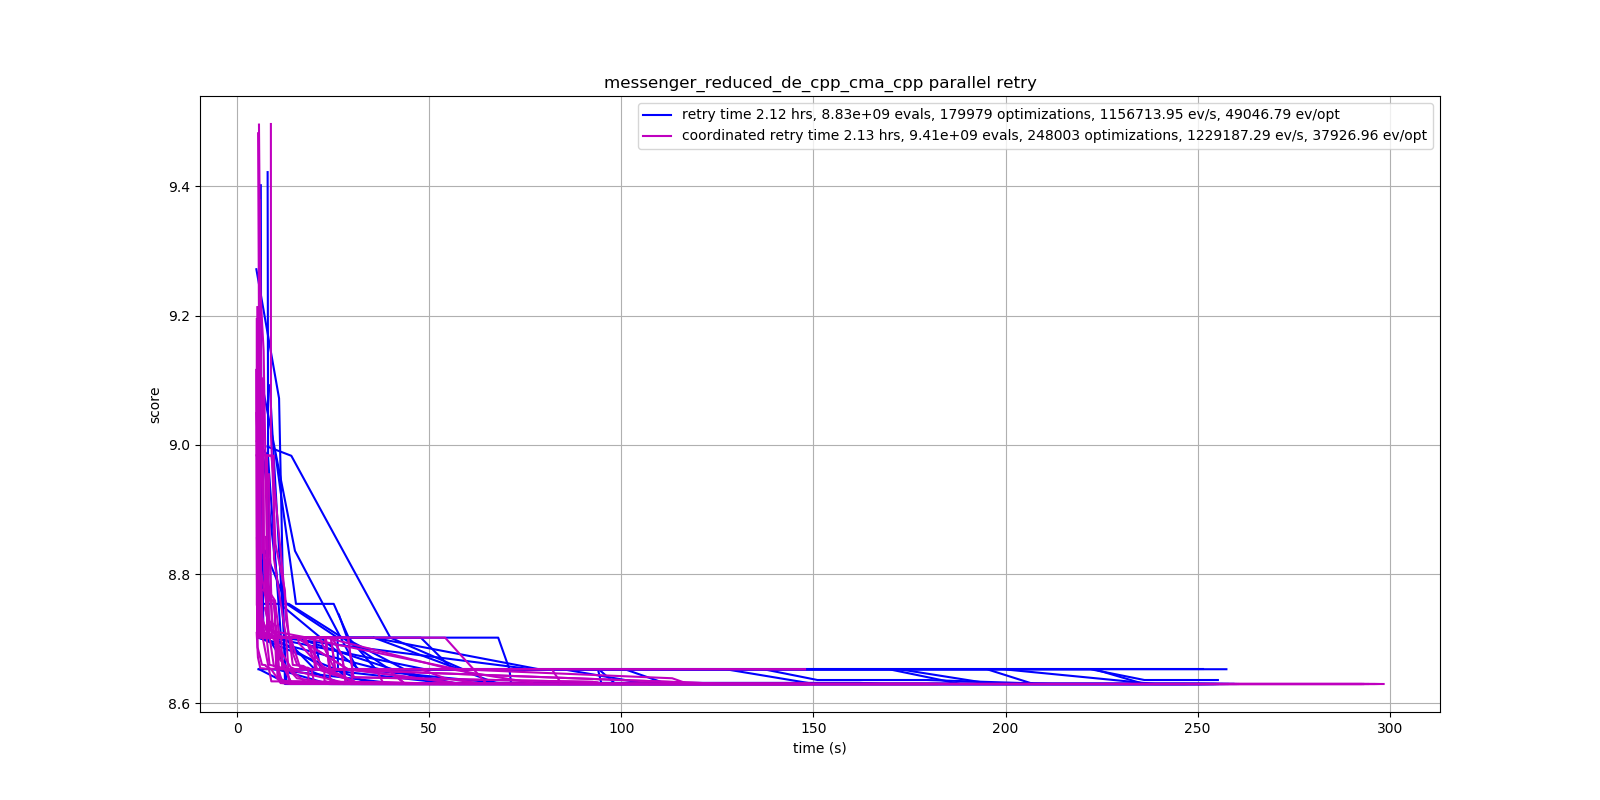 messenger_reduced_de_cpp_cma_cpp parallel retry
retry time 2.12 hrs, 8.83e+09 evals, 179979 optimizations, 1156713.95 ev/s, 49046.79 ev/opt
coordinated retry time 2.13 hrs, 9.41e+09 evals, 248003 optimizations, 1229187.29 ev/s, 37926.96 ev/opt
score
9.4
9.2
9.0
8.8
8.6
0 50 100 150 200 250 300
time (s)